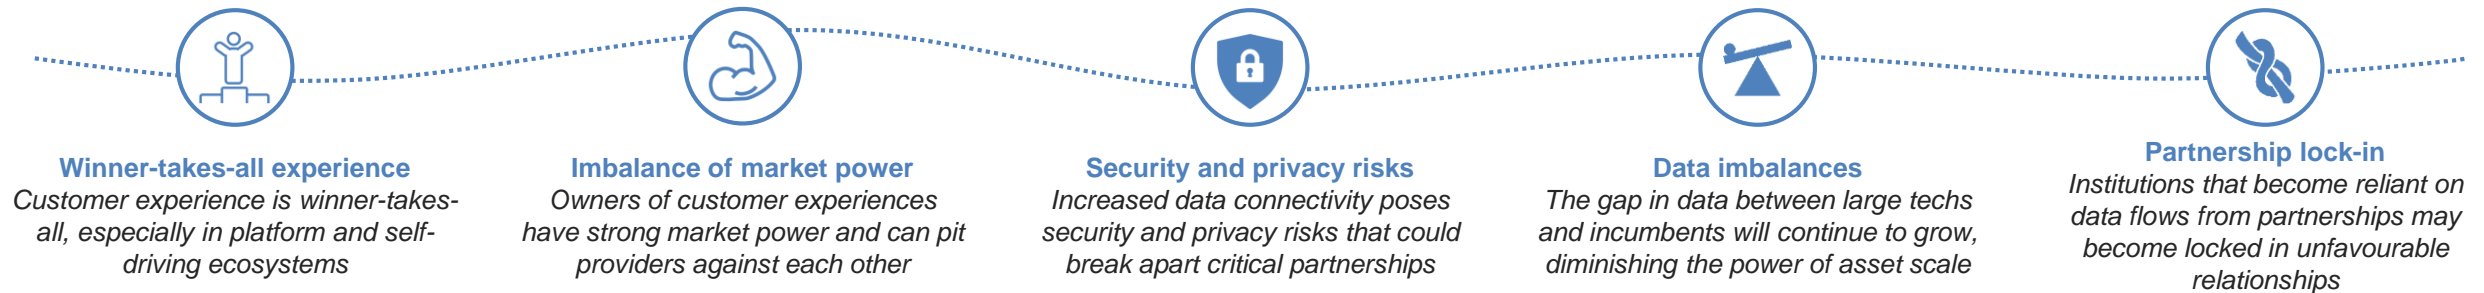 Winner-takes-all experience
Customer experience is winner-takes-
all, especially in platform and self-
driving ecosystems
Imbalance of market power
Owners of customer experiences
have strong market power and can pit
providers against each other
Security and privacy risks
Increased data connectivity poses
security and privacy risks that could
break apart critical partnerships
Data imbalances
The gap in data between large techs
and incumbents will continue to grow,
diminishing the power of asset scale
Partnership lock-in
Institutions that become reliant on
data flows from partnerships may
become locked in unfavourable
relationships